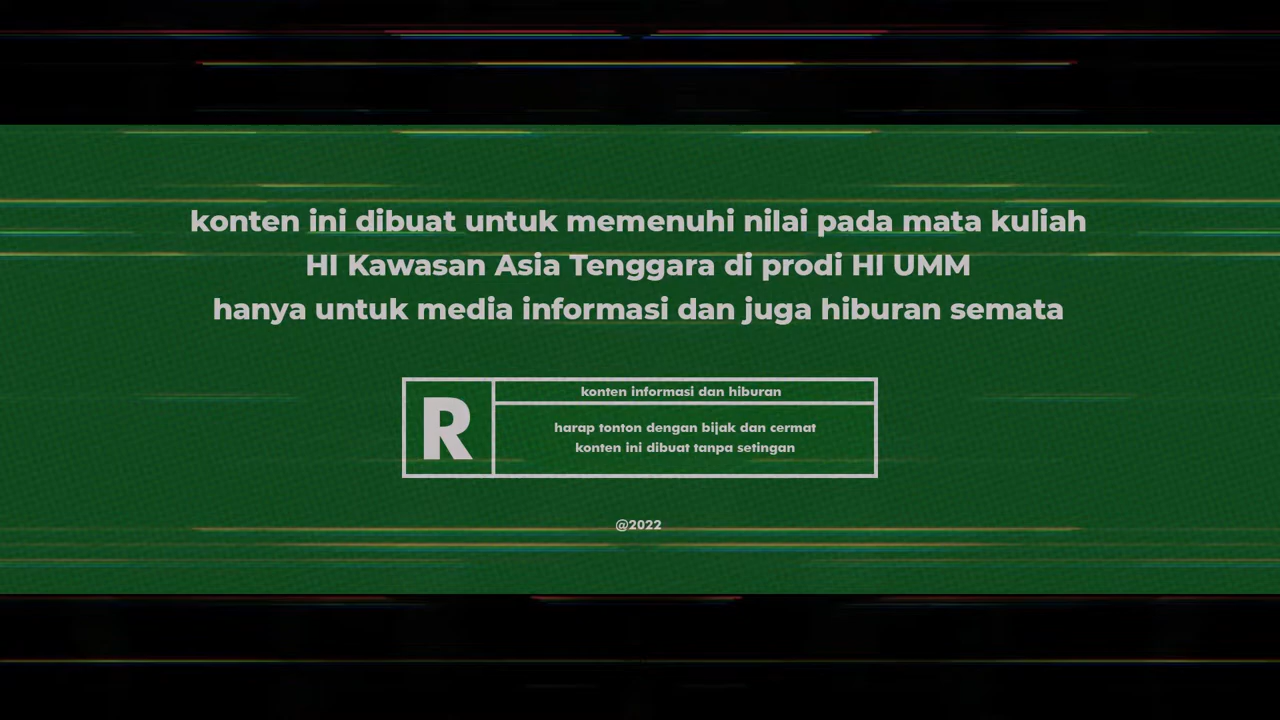 konten ini dibuat untuk memenuhi nilai pada mata kuliah
HI Kawasan Asia Tenggara di prodi HI UMM
hanya untuk media informasi dan juga hiburan semata
R
konten informasi dan hiburan
harap tonton dengan bijak dan cermat
konten ini dibuat tanpa setingan
@2022